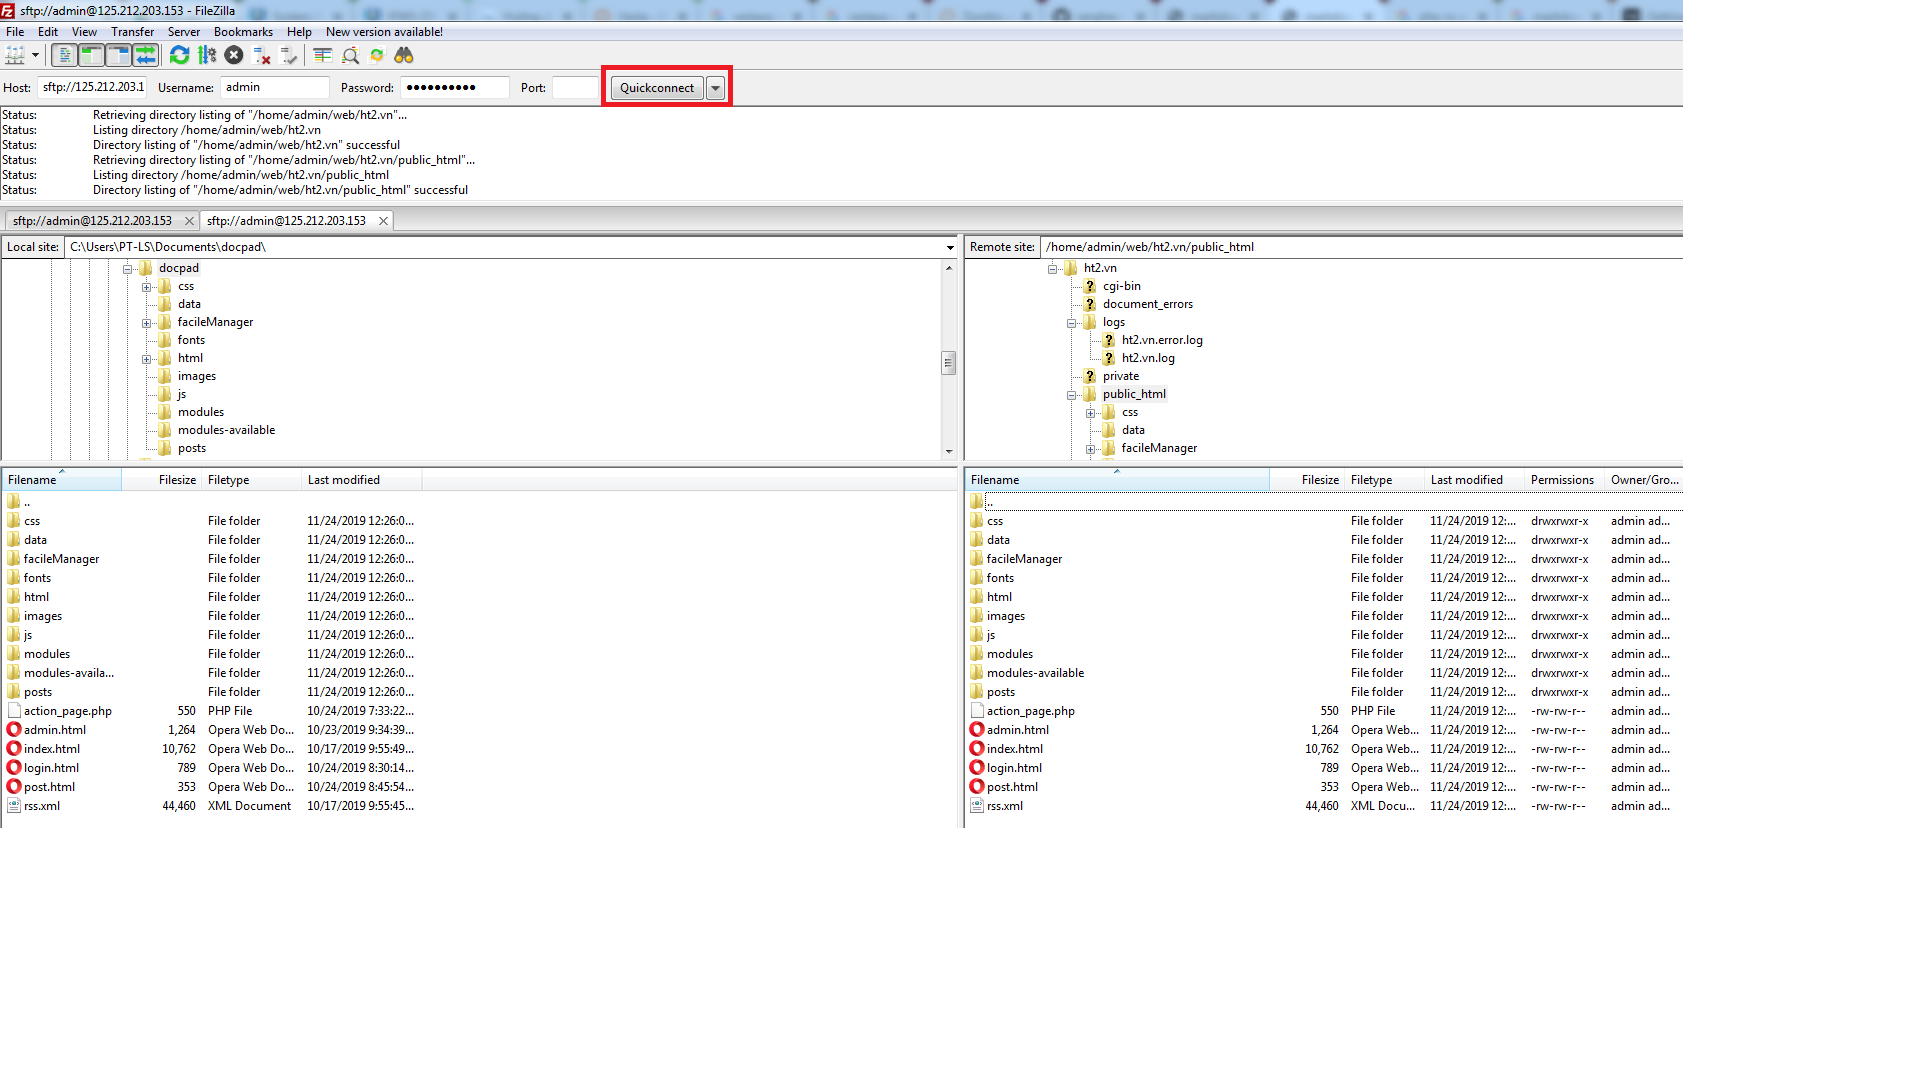 sftp://admin@125.212.203.153 - FileZilla
File Edit View Transfer Server Bookmarks Help New version available!
Host: sftp://125.212.203.1 Username: admin Password: ●●●●●●●●●● Port: Quickconnect
Status: Retrieving directory listing of "/home/admin/web/ht2.vn"...
Status: Listing directory /home/admin/web/ht2.vn
Status: Directory listing of "/home/admin/web/ht2.vn" successful
Status: Retrieving directory listing of "/home/admin/web/ht2.vn/public_html"...
Status: Listing directory /home/admin/web/ht2.vn/public_html
Status: Directory listing of "/home/admin/web/ht2.vn/public_html" successful
sftp://admin@125.212.203.153 sftp://admin@125.212.203.153
Local site: C:\Users\PT-LS\Documents\docpad\
docpad
css
data
facileManager
fonts
html
images
js
modules
modules-available
posts
Filename Filesize Filetype Last modified
..
css File folder 11/24/2019 12:26:0...
data File folder 11/24/2019 12:26:0...
facileManager File folder 11/24/2019 12:26:0...
fonts File folder 11/24/2019 12:26:0...
html File folder 11/24/2019 12:26:0...
images File folder 11/24/2019 12:26:0...
js File folder 11/24/2019 12:26:0...
modules File folder 11/24/2019 12:26:0...
modules-availa... File folder 11/24/2019 12:26:0...
posts File folder 11/24/2019 12:26:0...
action_page.php 550 PHP File 10/24/2019 7:33:22...
admin.html 1,264 Opera Web Do... 10/23/2019 9:34:39...
index.html 10,762 Opera Web Do... 10/17/2019 9:55:49...
login.html 789 Opera Web Do... 10/24/2019 8:30:14...
post.html 353 Opera Web Do... 10/24/2019 8:45:54...
rss.xml 44,460 XML Document 10/17/2019 9:55:45...
Remote site: /home/admin/web/ht2.vn/public_html
ht2.vn
cgi-bin
document_errors
logs
ht2.vn.error.log
ht2.vn.log
private
public_html
css
data
facileManager
Filename Filesize Filetype Last modified Permissions Owner/Gro...
..
css File folder 11/24/2019 12:... drwxrwxr-x admin ad...
data File folder 11/24/2019 12:... drwxrwxr-x admin ad...
facileManager File folder 11/24/2019 12:... drwxrwxr-x admin ad...
fonts File folder 11/24/2019 12:... drwxrwxr-x admin ad...
html File folder 11/24/2019 12:... drwxrwxr-x admin ad...
images File folder 11/24/2019 12:... drwxrwxr-x admin ad...
js File folder 11/24/2019 12:... drwxrwxr-x admin ad...
modules File folder 11/24/2019 12:... drwxrwxr-x admin ad...
modules-available File folder 11/24/2019 12:... drwxrwxr-x admin ad...
posts File folder 11/24/2019 12:... drwxrwxr-x admin ad...
action_page.php 550 PHP File 11/24/2019 12:... -rw-rw-r-- admin ad...
admin.html 1,264 Opera Web... 11/24/2019 12:... -rw-rw-r-- admin ad...
index.html 10,762 Opera Web... 11/24/2019 12:... -rw-rw-r-- admin ad...
login.html 789 Opera Web... 11/24/2019 12:... -rw-rw-r-- admin ad...
post.html 353 Opera Web... 11/24/2019 12:... -rw-rw-r-- admin ad...
rss.xml 44,460 XML Docu... 11/24/2019 12:... -rw-rw-r-- admin ad...